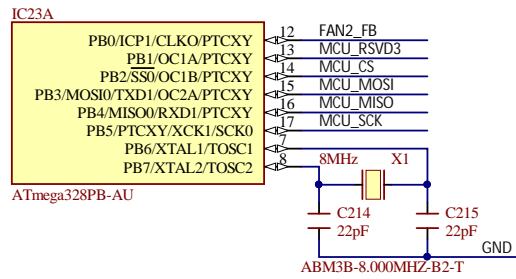 IC23A
PB0/ICP1/CLKO/PTCXY 12 FAN2_FB
PB1/OC1A/PTCXY 13 MCU_RSVD3
PB2/SS0/OC1B/PTCXY 14 MCU_CS
PB3/MOSI0/TXD1/OC2A/PTCXY 15 MCU_MOSI
PB4/MISO0/RXD1/PTCXY 16 MCU_MISO
PB5/PTCXY/XCK1/SCK0 17 MCU_SCK
PB6/XTAL1/TOSC1 7
PB7/XTAL2/TOSC2 8
8MHz X1
ATmega328PB-AU
C214 C215
22pF 22pF
GND
ABM3B-8.000MHZ-B2-T